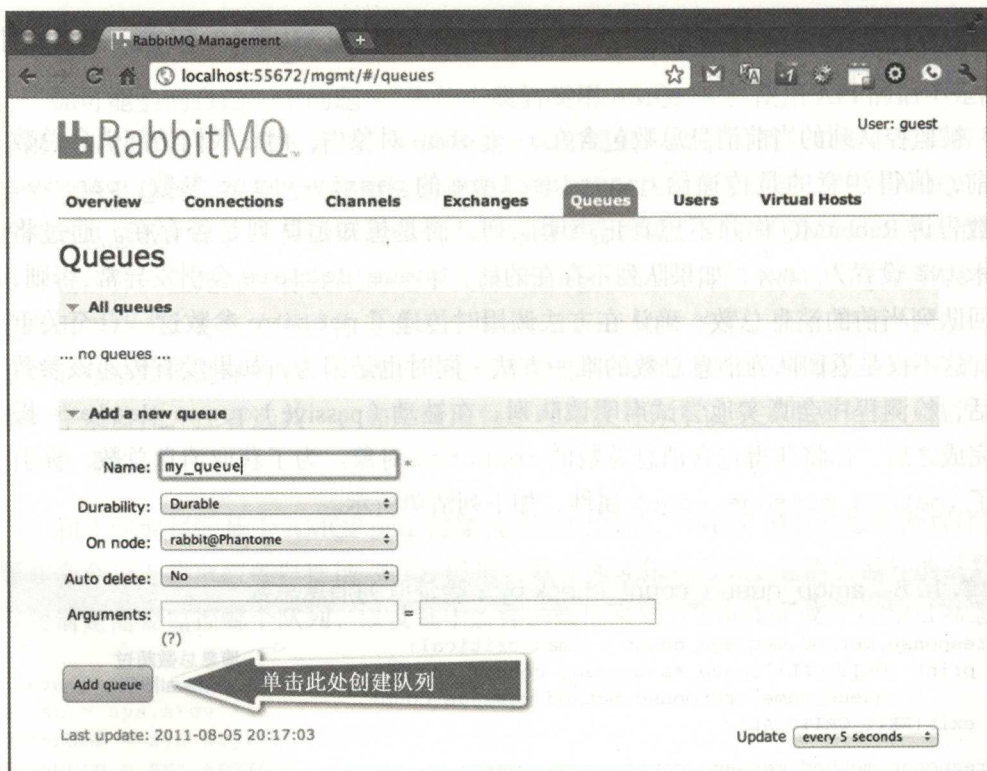 RabbitMQ Management
localhost:55672/mgmt/#/queues
RabbitMQ
User: guest
Overview Connections Channels Exchanges Queues Users Virtual Hosts
Queues
All queues
... no queues ...
Add a new queue
Name: my_queue *
Durability: Durable
On node: rabbit@Phantome
Auto delete: No
Arguments: =
(?)
Add queue 单击此处创建队列
Last update: 2011-08-05 20:17:03 Update every 5 seconds